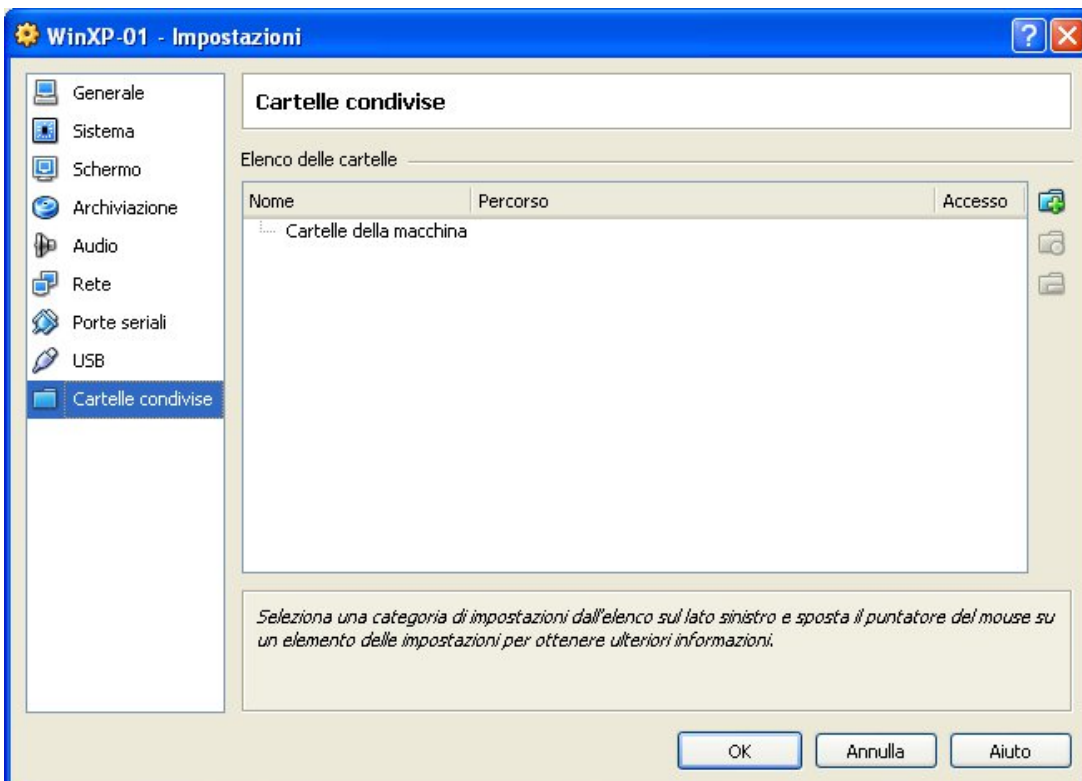 WinXP-01 - Impostazioni
Generale
Sistema
Schermo
Archiviazione
Audio
Rete
Porte seriali
USB
Cartelle condivise
Cartelle condivise
Elenco delle cartelle
Nome Percorso Accesso
Cartelle della macchina
Seleziona una categoria di impostazioni dall'elenco sul lato sinistro e sposta il puntatore del mouse su
un elemento delle impostazioni per ottenere ulteriori informazioni.
OK Annulla Aiuto